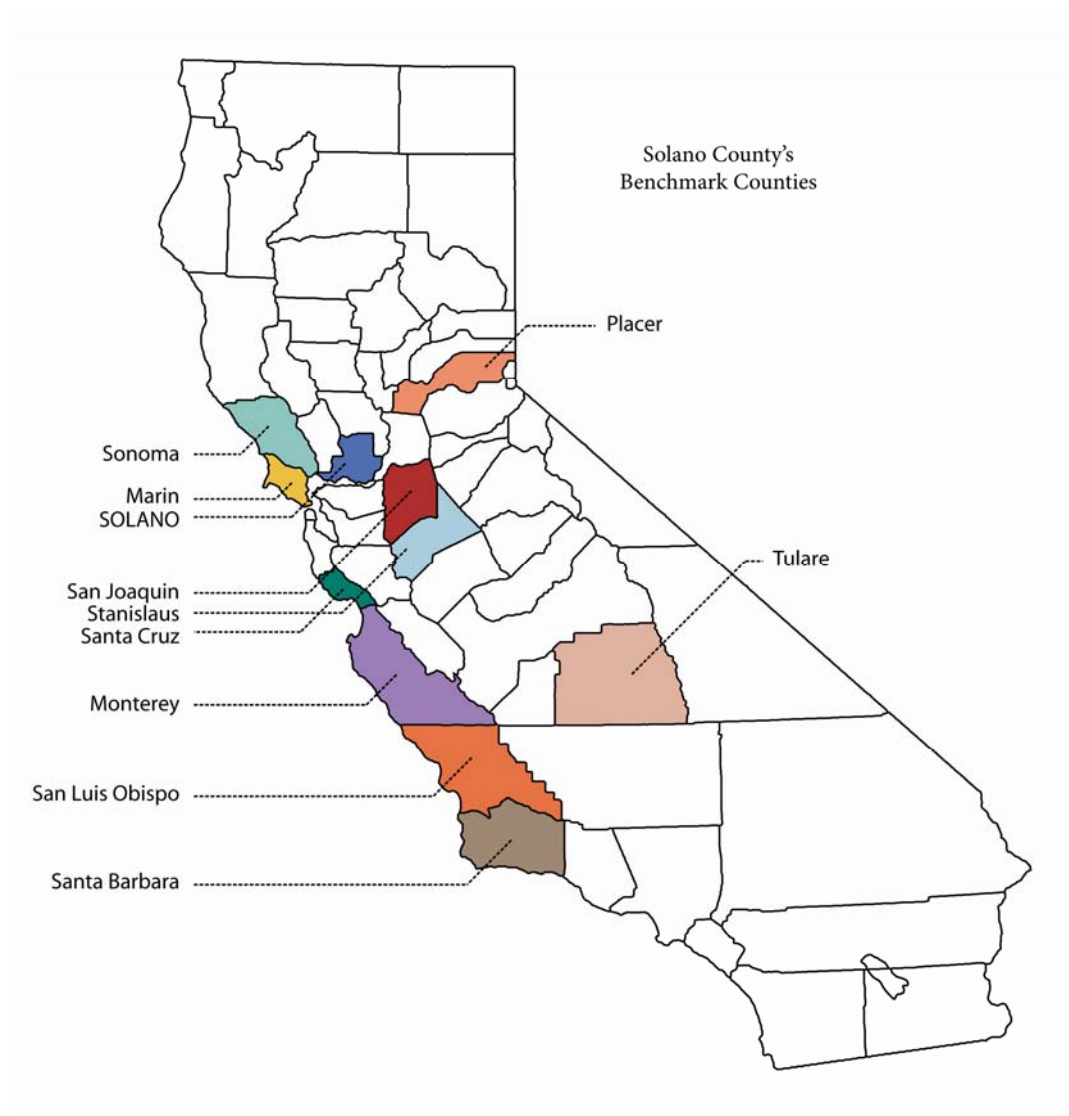 Solano County's
Benchmark Counties
Placer
Sonoma
Marin
SOLANO
Tulare
San Joaquin
Stanislaus
Santa Cruz
Monterey
San Luis Obispo
Santa Barbara